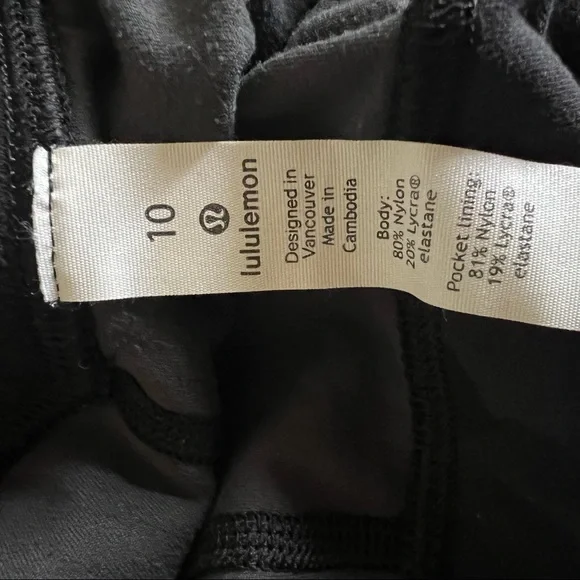 10
lululemon
Designed in
Vancouver
Made in
Cambodia
Body:
80% Nylon
20% Lycra®
elastane
Pocket lining:
81% Nylon
19% Lycra®
elastane